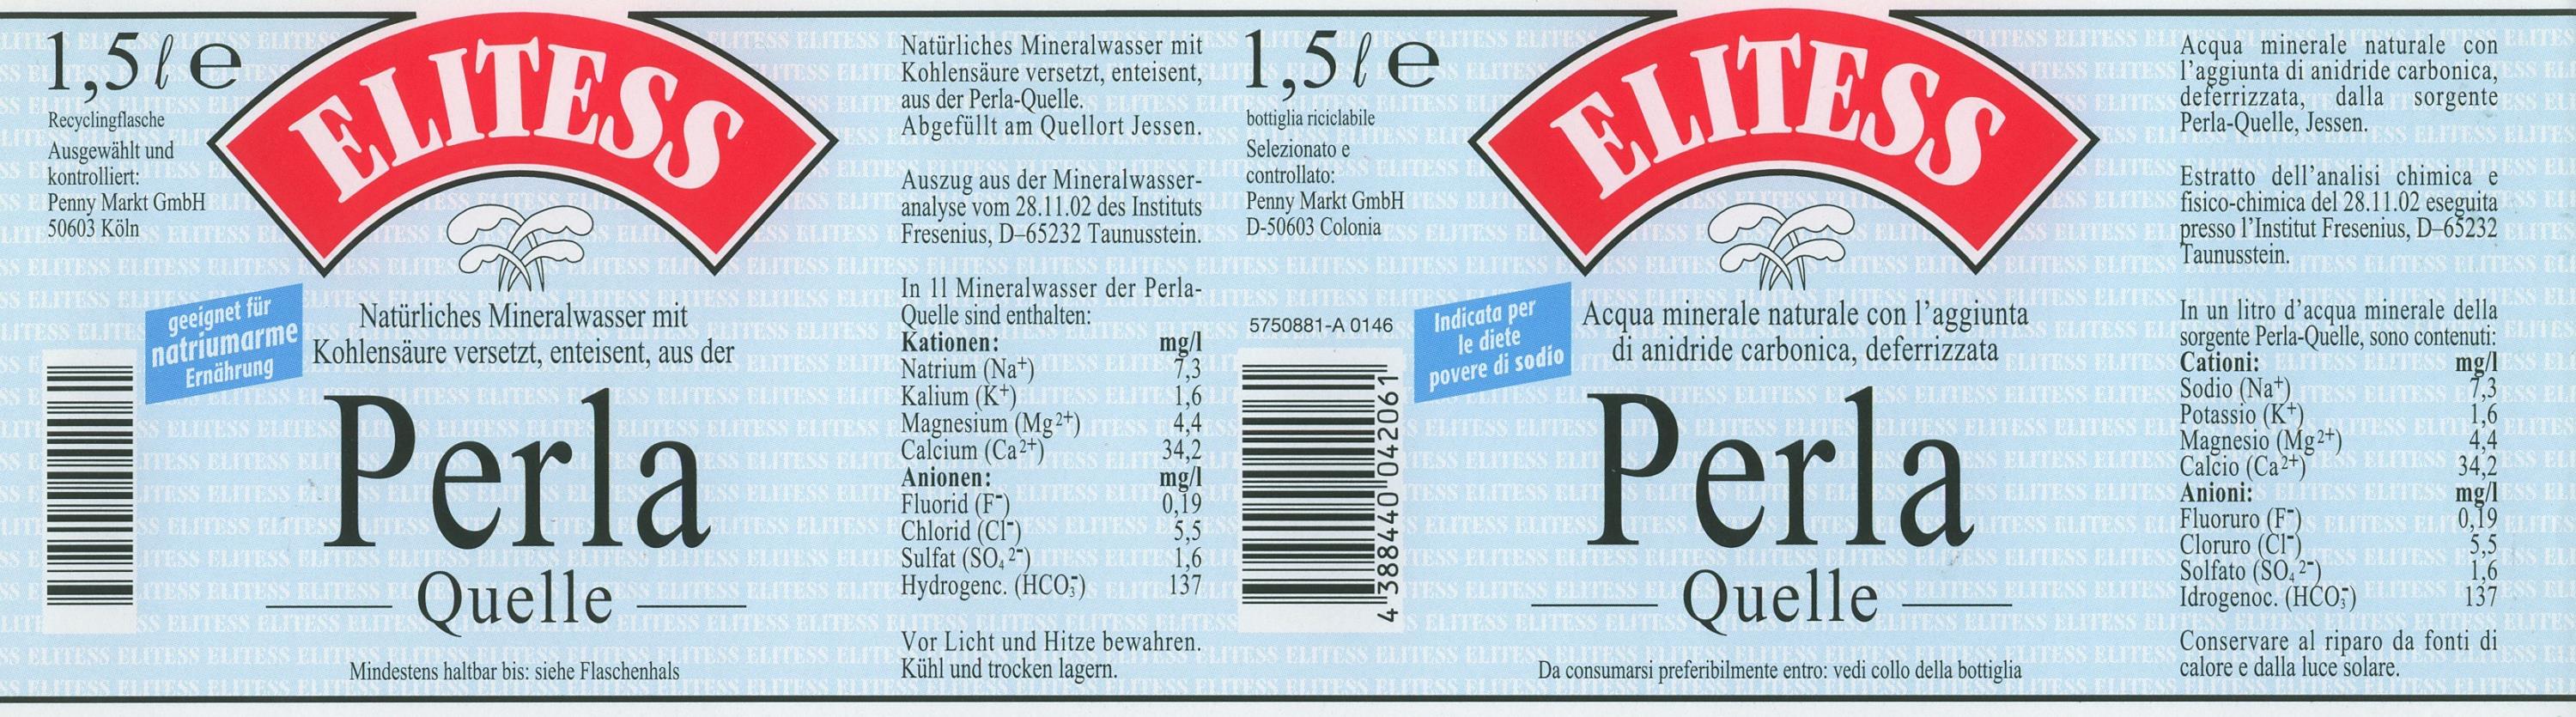 1,5 ℓ ℮
Recyclingflasche
Ausgewählt und
kontrolliert:
Penny Markt GmbH
50603 Köln
ELITESS
geeignet für
natriumarme
Ernährung
Natürliches Mineralwasser mit
Kohlensäure versetzt, enteisent, aus der
Perla
Quelle
Mindestens haltbar bis: siehe Flaschenhals
Natürliches Mineralwasser mit
Kohlensäure versetzt, enteisent,
aus der Perla-Quelle.
Abgefüllt am Quellort Jessen.
Auszug aus der Mineralwasser-
analyse vom 28.11.02 des Instituts
Fresenius, D–65232 Taunusstein.
In 1l Mineralwasser der Perla-
Quelle sind enthalten:
Kationen: mg/l
Natrium (Na⁺) 7,3
Kalium (K⁺) 1,6
Magnesium (Mg²⁺) 4,4
Calcium (Ca²⁺) 34,2
Anionen: mg/l
Fluorid (F⁻) 0,19
Chlorid (Cl⁻) 5,5
Sulfat (SO₄²⁻) 1,6
Hydrogenc. (HCO₃⁻) 137
Vor Licht und Hitze bewahren.
Kühl und trocken lagern.
1,5 ℓ ℮
bottiglia riciclabile
Selezionato e
controllato:
Penny Markt GmbH
D-50603 Colonia
5750881-A 0146
4 388440 042061
ELITESS
Indicata per
le diete
povere di sodio
Acqua minerale naturale con l'aggiunta
di anidride carbonica, deferrizzata
Perla
Quelle
Da consumarsi preferibilmente entro: vedi collo della bottiglia
Acqua minerale naturale con
l'aggiunta di anidride carbonica,
deferrizzata, dalla sorgente
Perla-Quelle, Jessen.
Estratto dell'analisi chimica e
fisico-chimica del 28.11.02 eseguita
presso l'Institut Fresenius, D–65232
Taunusstein.
In un litro d'acqua minerale della
sorgente Perla-Quelle, sono contenuti:
Cationi: mg/l
Sodio (Na⁺) 7,3
Potassio (K⁺) 1,6
Magnesio (Mg²⁺) 4,4
Calcio (Ca²⁺) 34,2
Anioni: mg/l
Fluoruro (F⁻) 0,19
Cloruro (Cl⁻) 5,5
Solfato (SO₄²⁻) 1,6
Idrogenoc. (HCO₃⁻) 137
Conservare al riparo da fonti di
calore e dalla luce solare.